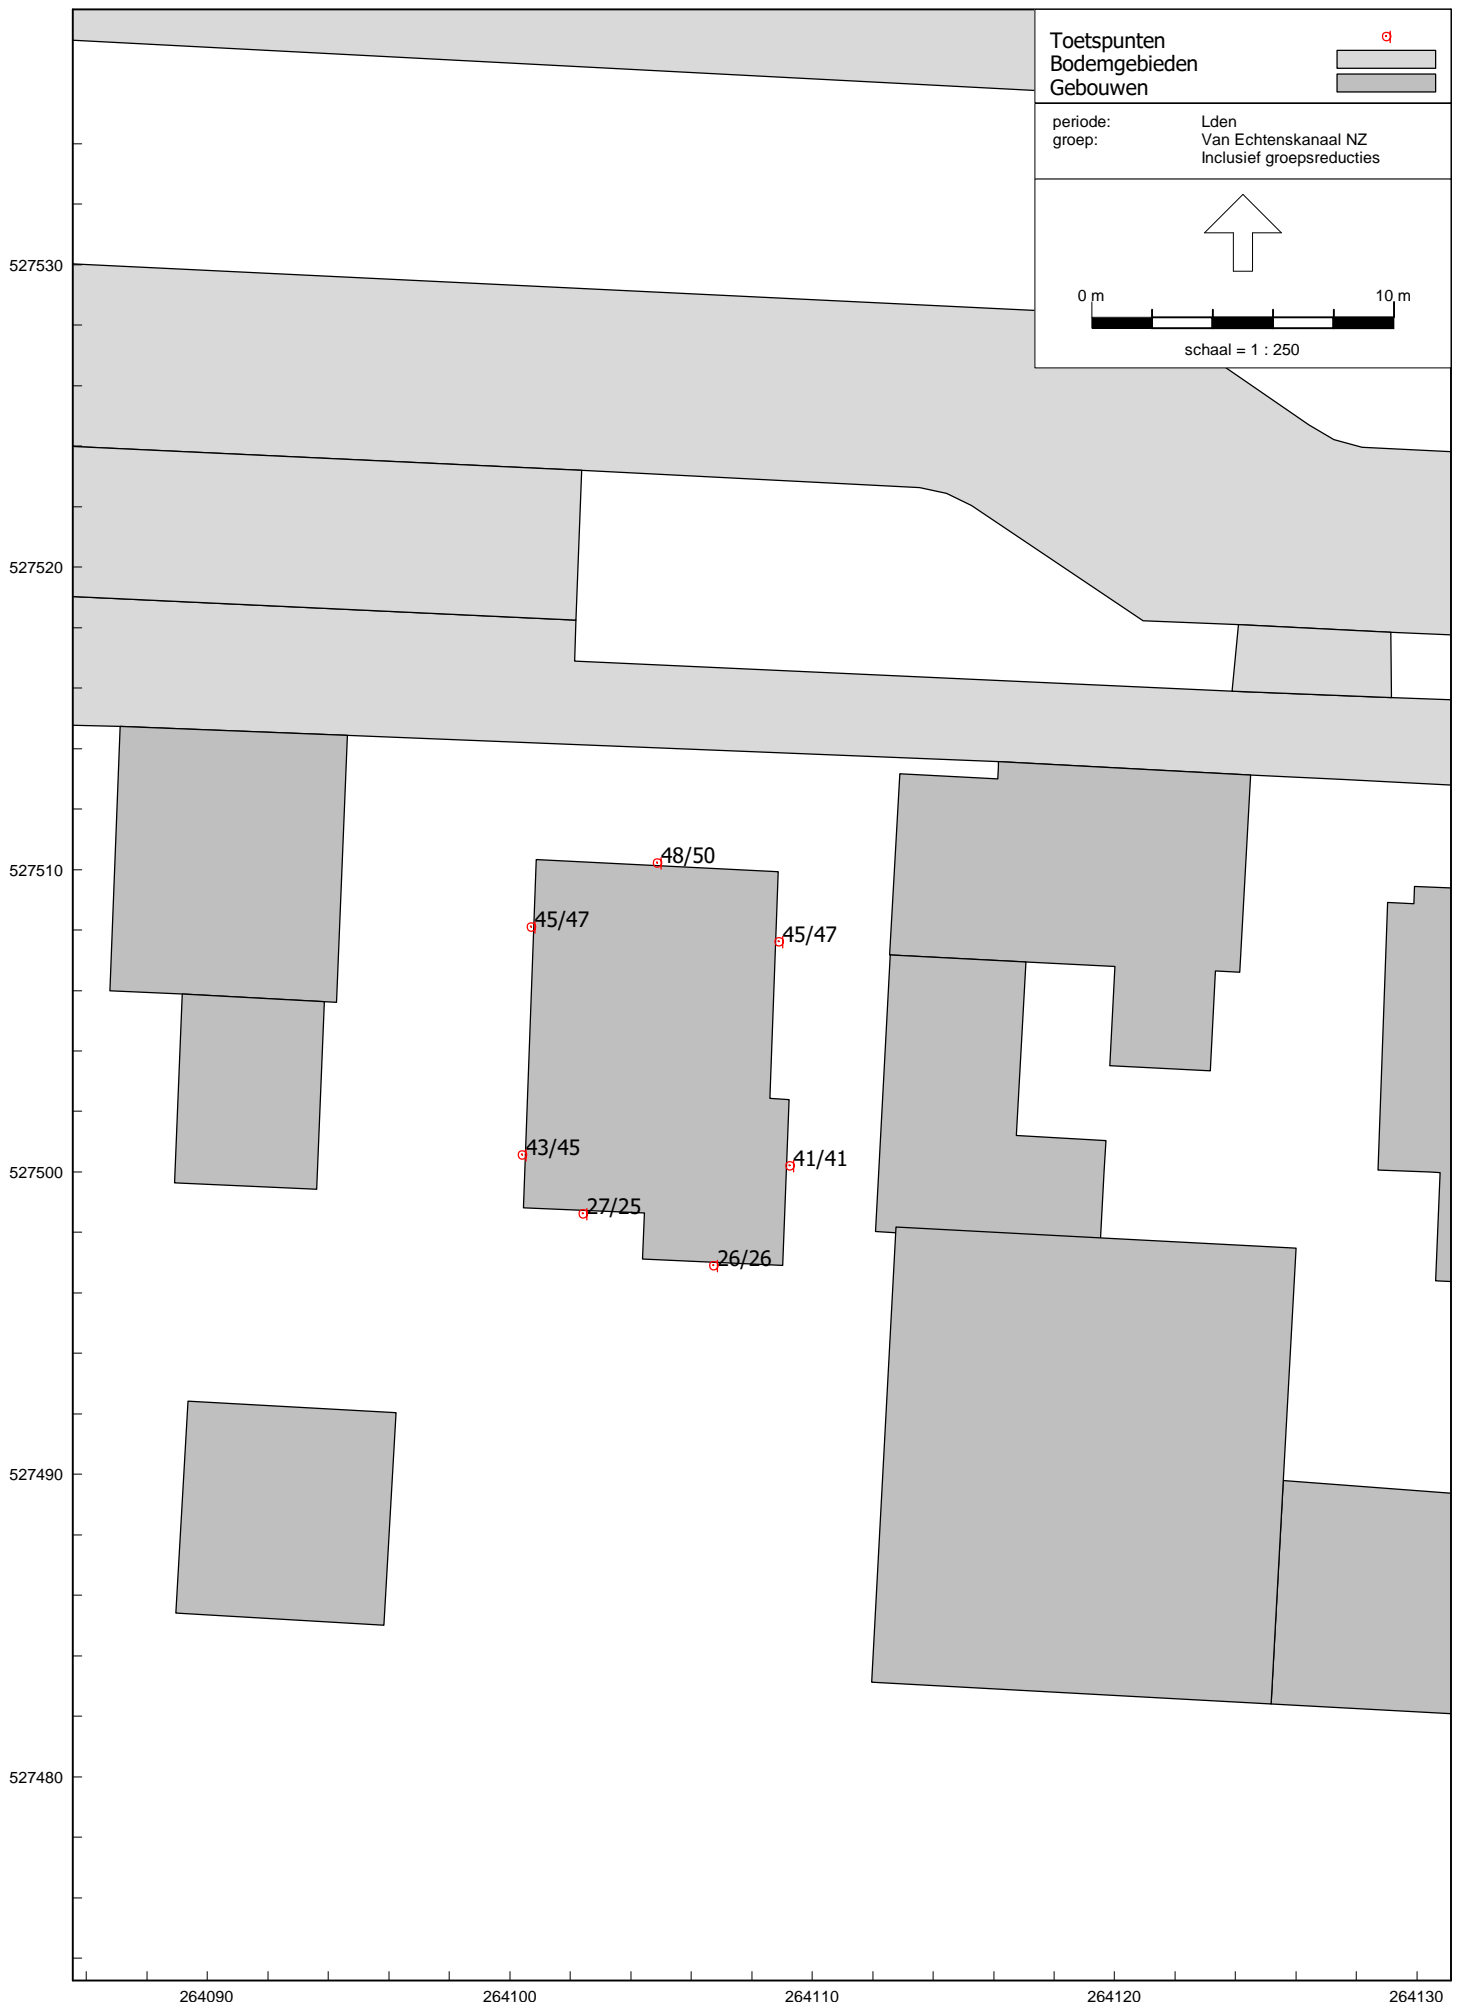 Toetspunten
Bodemgebieden
Gebouwen
periode: Lden
groep: Van Echtenskanaal NZ
Inclusief groepsreducties
0 m 10 m
schaal = 1 : 250
527530
527520
527510
527500
527490
527480
48/50
45/47
45/47
43/45
41/41
27/25
26/26
264090 264100 264110 264120 264130